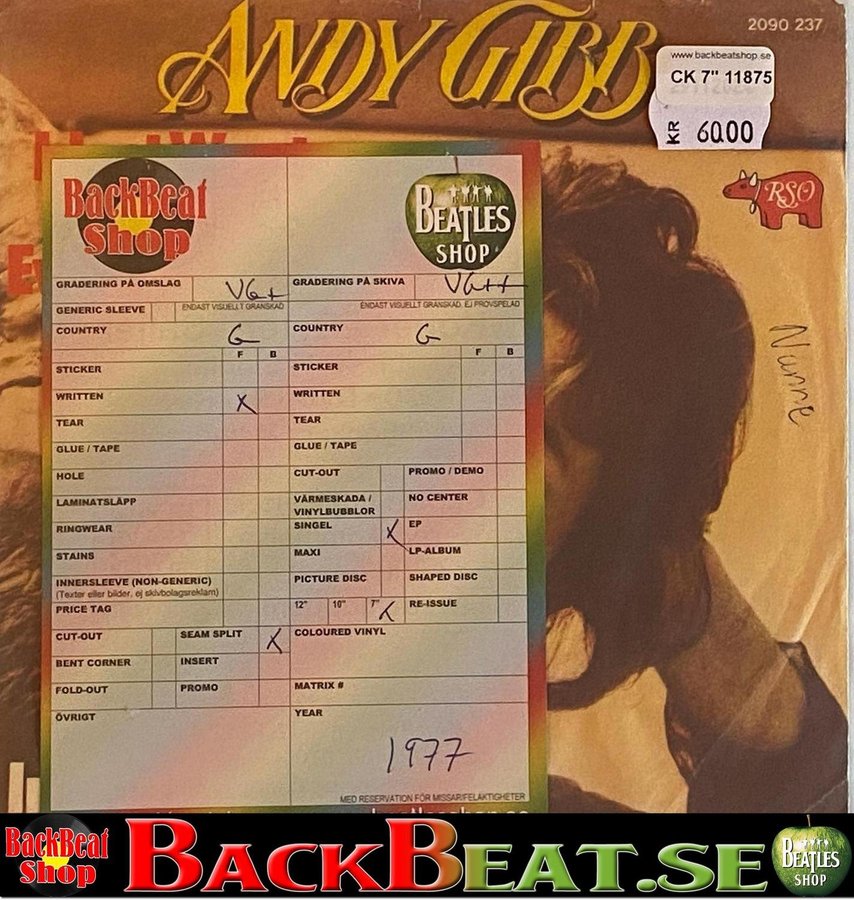 ANDY GIBB
2090 237
www.backbeatshop.se
CK 7" 11875
KR 6000
RSO
Nanne
BackBeat
Shop
BEATLES
SHOP
GRADERING PÅ OMSLAG VG+
ENDAST VISUELLT GRANSKAD
GENERIC SLEEVE
COUNTRY G
F B
STICKER
WRITTEN X
TEAR
GLUE / TAPE
HOLE
LAMINATSLÄPP
RINGWEAR
STAINS
INNERSLEEVE (NON-GENERIC)
(Texter eller bilder, ej skivbolagsreklam)
PRICE TAG
CUT-OUT SEAM SPLIT X
BENT CORNER INSERT
FOLD-OUT PROMO
ÖVRIGT
GRADERING PÅ SKIVA VG++
ENDAST VISUELLT GRANSKAD, EJ PROVSPELAD
COUNTRY G
F B
STICKER
WRITTEN
TEAR
GLUE / TAPE
CUT-OUT PROMO / DEMO
VÄRMESKADA / NO CENTER
VINYLBUBBLOR
SINGEL X EP
MAXI LP-ALBUM
PICTURE DISC SHAPED DISC
12" 10" 7" X RE-ISSUE
COLOURED VINYL
MATRIX #
YEAR
1977
MED RESERVATION FÖR MISSAR/FELAKTIGHETER
BackBeat
Shop
BACKBEAT.SE
BEATLES
SHOP